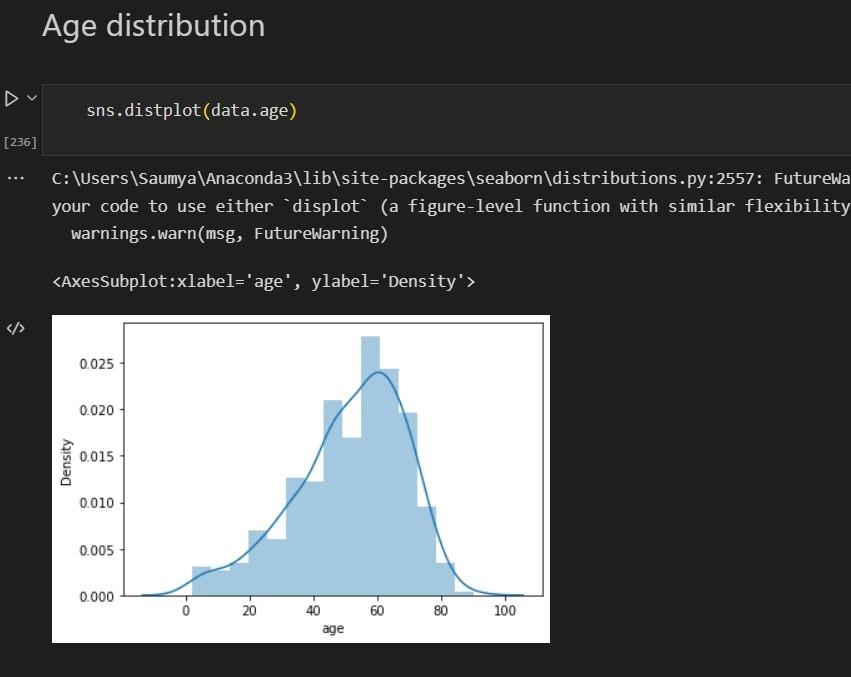 Age distribution
sns.distplot(data.age)
[236]
... C:\Users\Saumya\Anaconda3\lib\site-packages\seaborn\distributions.py:2557: FutureWa
your code to use either `displot` (a figure-level function with similar flexibility
warnings.warn(msg, FutureWarning)
<AxesSubplot:xlabel='age', ylabel='Density'>
</>
0.025
0.020
0.015
0.010
0.005
0.000
Density
0 20 40 60 80 100
age